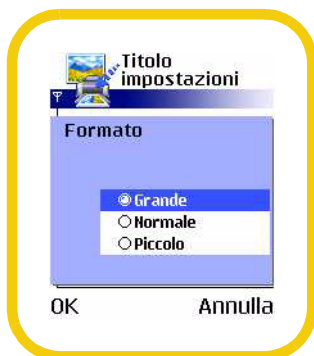 Titolo
impostazioni
Formato
Grande
Normale
Piccolo
OK Annulla